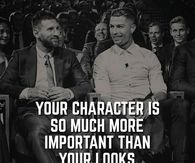 YOUR CHARACTER IS
SO MUCH MORE
IMPORTANT THAN
YOUR LOOKS